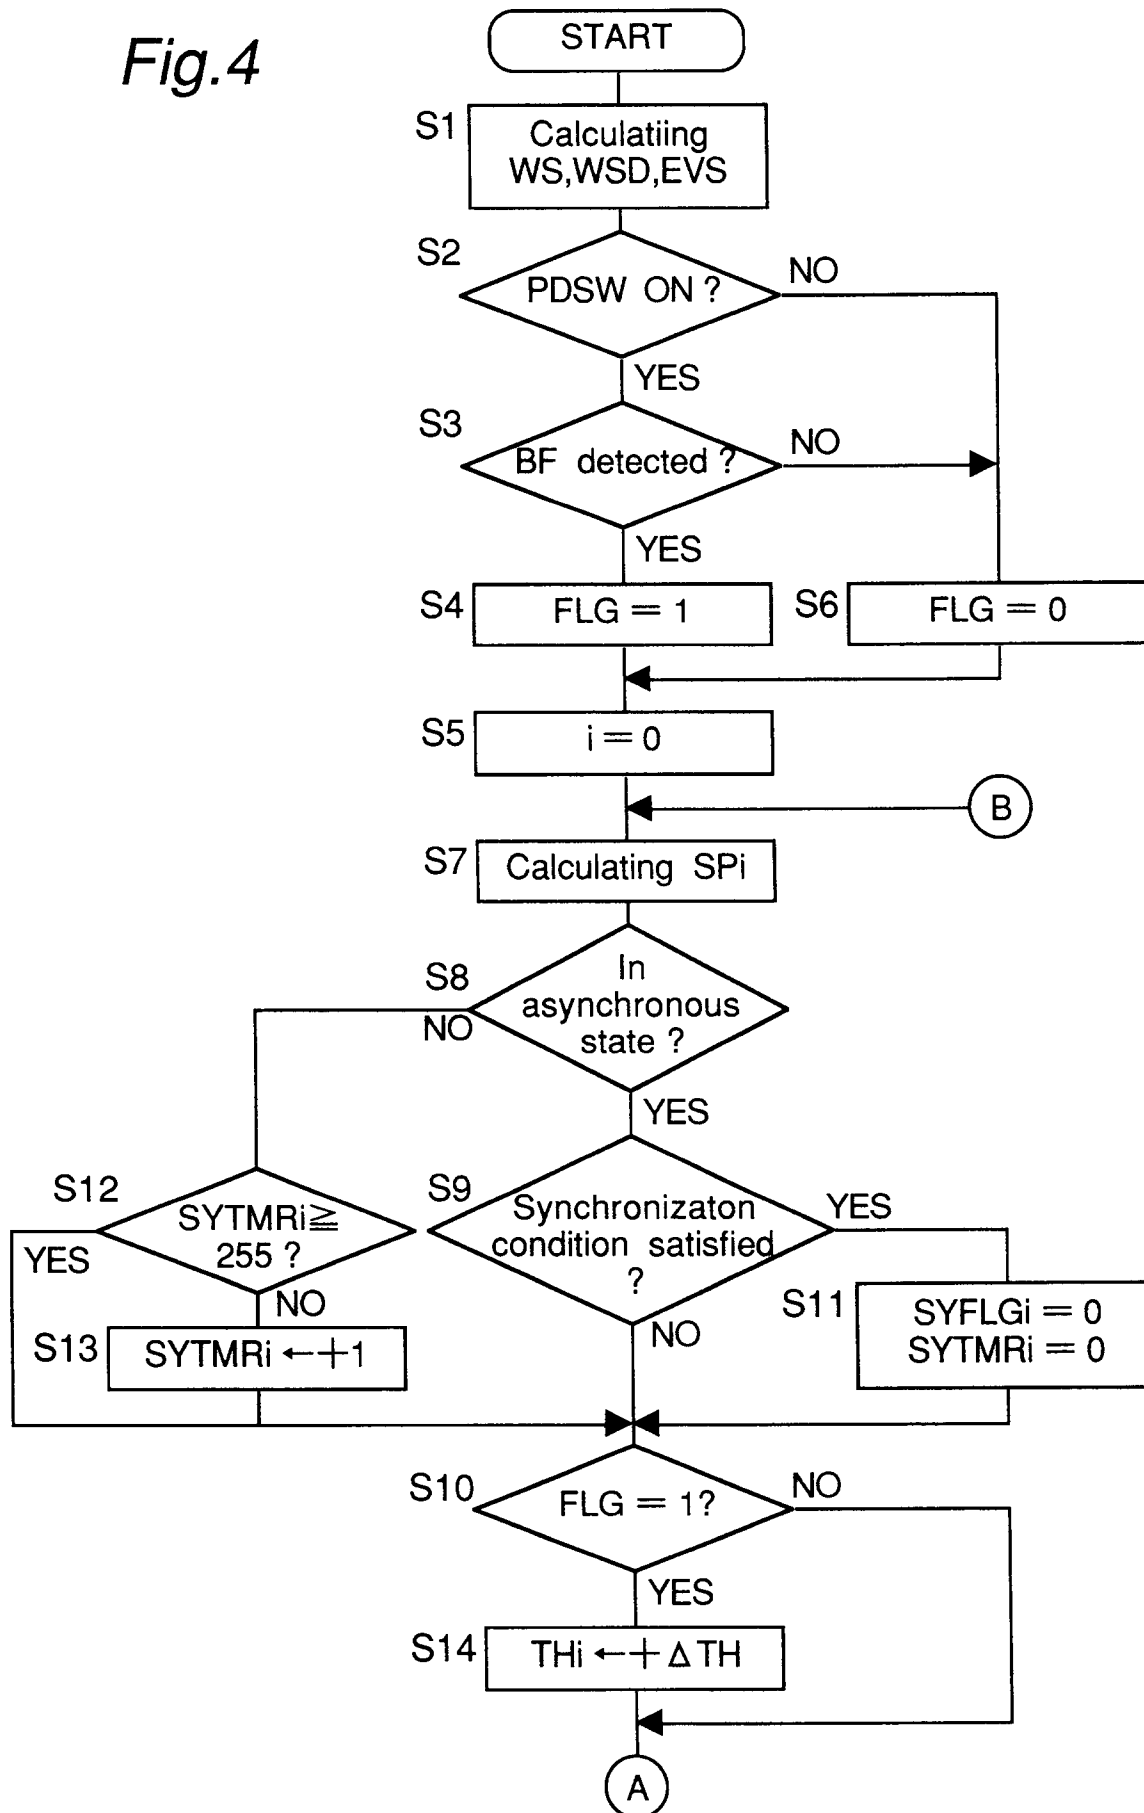 Fig.4
START
S1
Calculatiing
WS,WSD,EVS
S2
PDSW ON ?
NO
YES
S3
BF detected ?
NO
YES
S4
FLG = 1
S6
FLG = 0
S5
i = 0
B
S7
Calculating SPi
S8
In
asynchronous
state ?
NO
YES
S12
SYTMRi≧
255 ?
YES
NO
S9
Synchronizaton
condition satisfied
?
YES
NO
S11
SYFLGi = 0
SYTMRi = 0
S13
SYTMRi ←+1
S10
FLG = 1?
NO
YES
S14
THi ←+ Δ TH
A